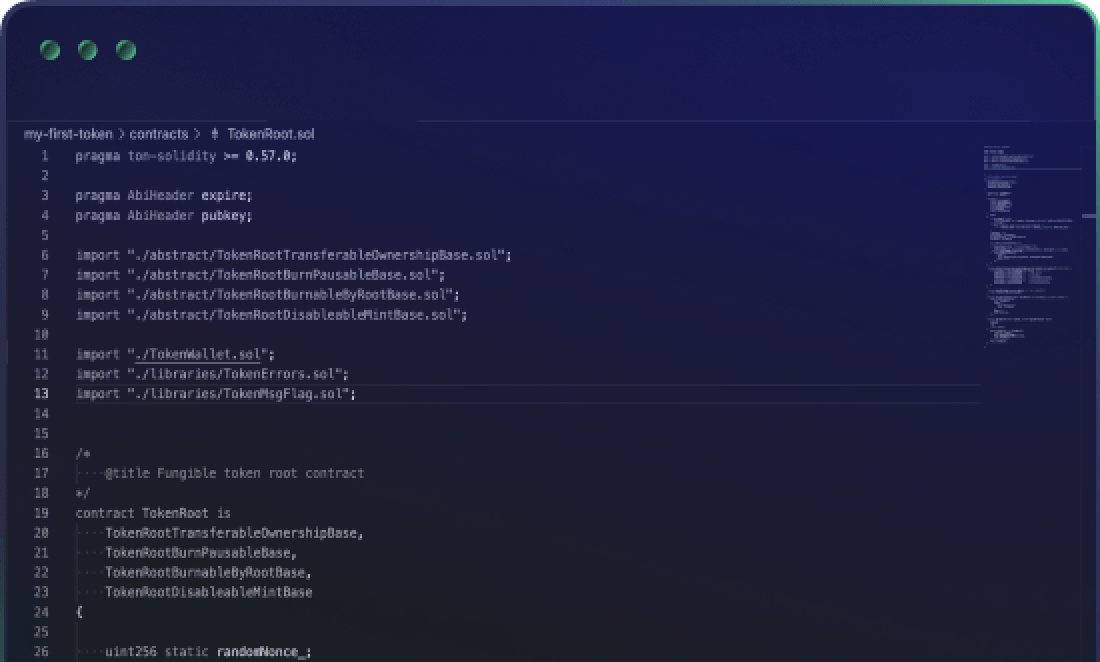 my-first-token > contracts > TokenRoot.sol
1 pragma ton-solidity >= 0.57.0;
2
3 pragma AbiHeader expire;
4 pragma AbiHeader pubkey;
5
6 import "./abstract/TokenRootTransferableOwnershipBase.sol";
7 import "./abstract/TokenRootBurnPausableBase.sol";
8 import "./abstract/TokenRootBurnableByRootBase.sol";
9 import "./abstract/TokenRootDisableableMintBase.sol";
10
11 import "./TokenWallet.sol";
12 import "./libraries/TokenErrors.sol";
13 import "./libraries/TokenMsgFlag.sol";
14
15
16 /*
17 ····@title Fungible token root contract
18 */
19 contract TokenRoot is
20 ····TokenRootTransferableOwnershipBase,
21 ····TokenRootBurnPausableBase,
22 ····TokenRootBurnableByRootBase,
23 ····TokenRootDisableableMintBase
24 {
25
26 ····uint256 static randomNonce_;